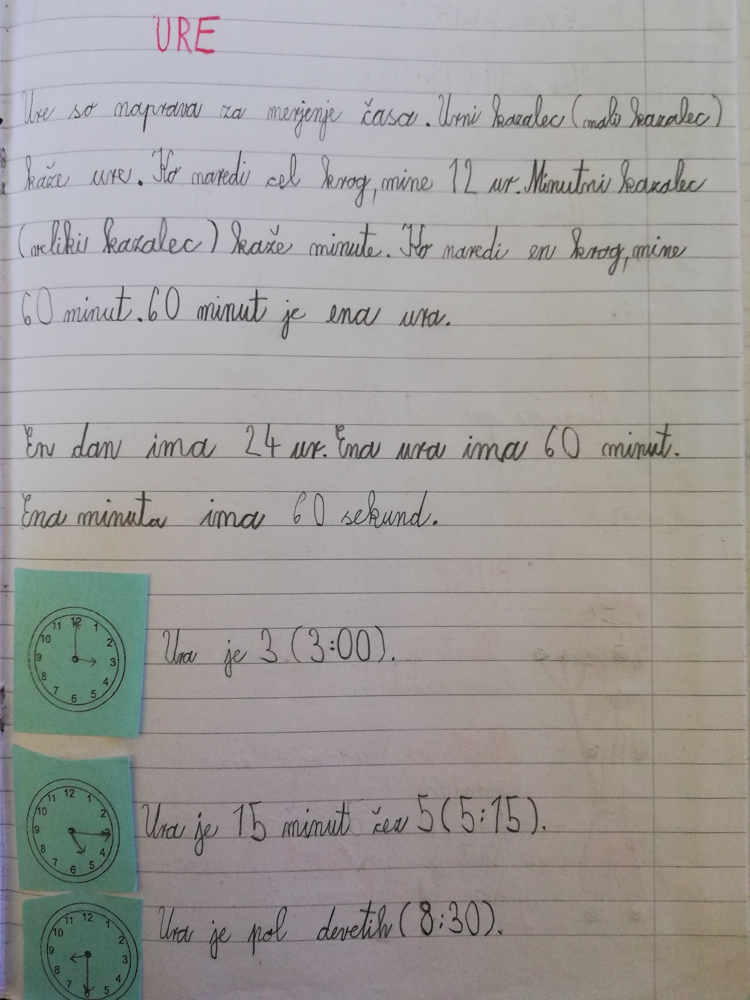 URE
Ure so naprava za merjenje časa. Urni kazalec (mali kazalec)
kaže ure. Ko naredi cel krog, mine 12 ur. Minutni kazalec
(veliki kazalec) kaže minute. Ko naredi en krog, mine
60 minut. 60 minut je ena ura.
En dan ima 24 ur. Ena ura ima 60 minut.
Ena minuta ima 60 sekund.
12 1 2 3 4 5 6 7 8 9 10 11
Ura je 3 (3:00).
12 1 2 3 4 5 6 7 8 9 10 11
Ura je 15 minut čez 5 (5:15).
12 1 2 3 4 5 6 7 8 9 10 11
Ura je pol devetih (8:30).